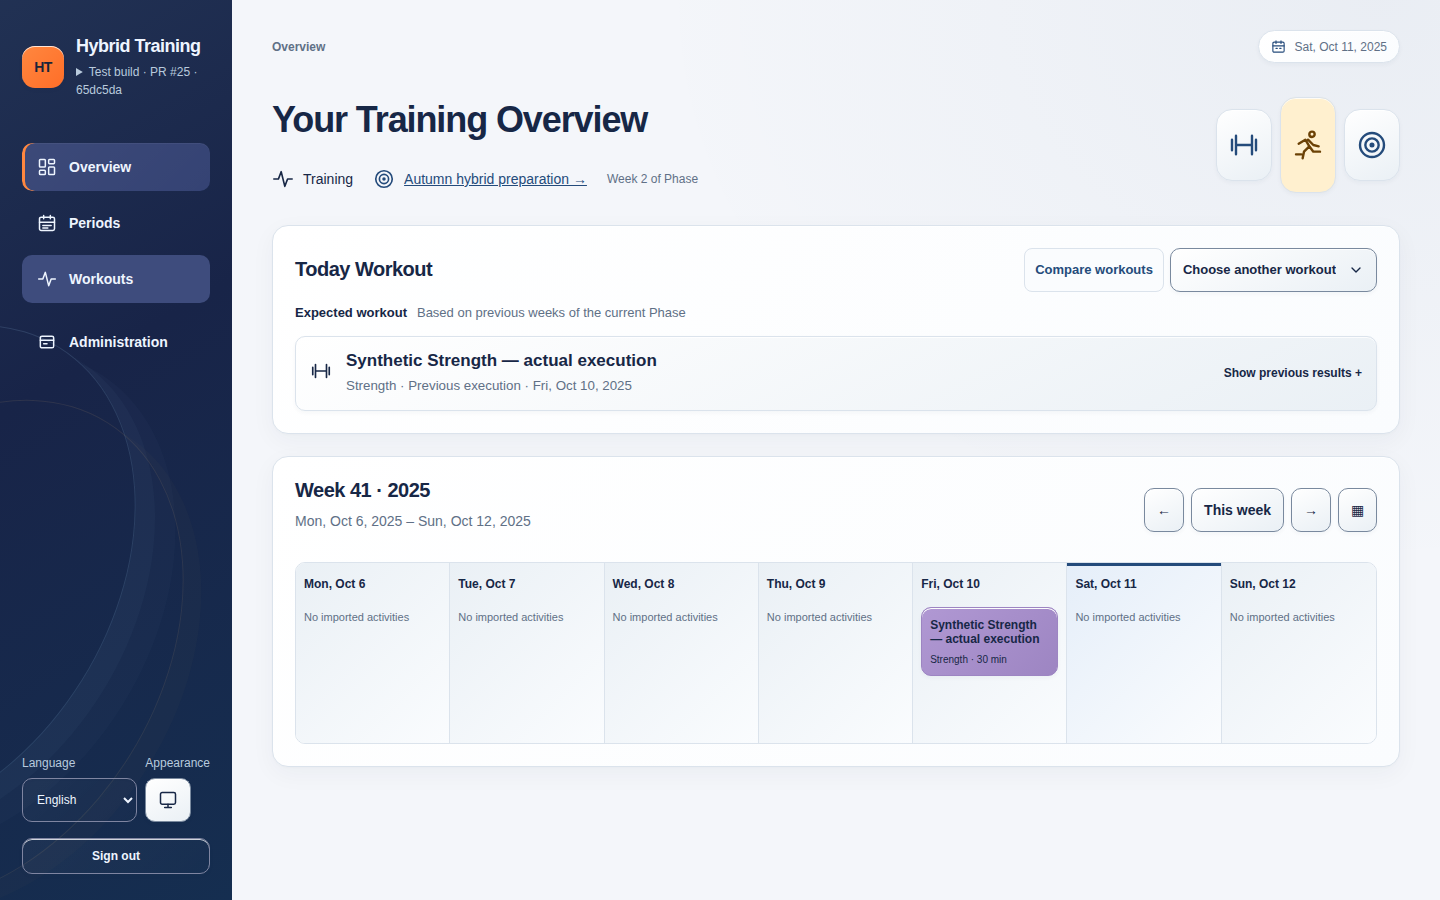 HT
Hybrid Training
Test build · PR #25 ·
65dc5da
Overview
Periods
Workouts
Administration
Language
Appearance
English
Sign out
Overview
Sat, Oct 11, 2025
Your Training Overview
Training
Autumn hybrid preparation →
Week 2 of Phase
Today Workout
Compare workouts
Choose another workout
Expected workout Based on previous weeks of the current Phase
Synthetic Strength — actual execution
Strength · Previous execution · Fri, Oct 10, 2025
Show previous results +
Week 41 · 2025
Mon, Oct 6, 2025 – Sun, Oct 12, 2025
←
This week
→
Mon, Oct 6
No imported activities
Tue, Oct 7
No imported activities
Wed, Oct 8
No imported activities
Thu, Oct 9
No imported activities
Fri, Oct 10
Synthetic Strength
— actual execution
Strength · 30 min
Sat, Oct 11
No imported activities
Sun, Oct 12
No imported activities